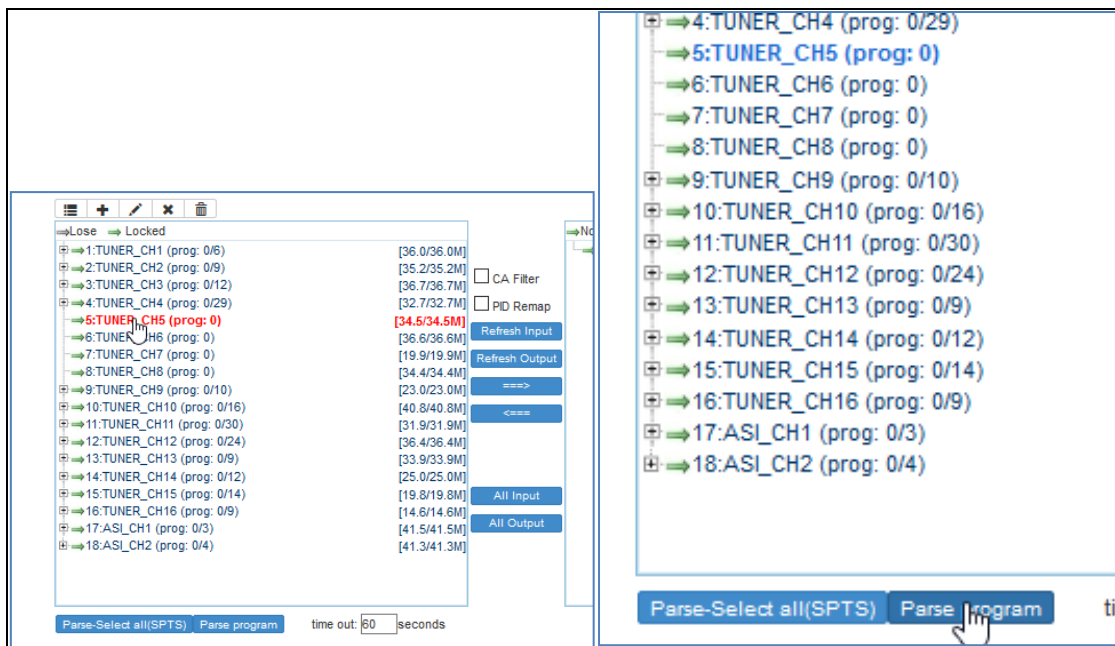 Lose Locked
1:TUNER_CH1 (prog: 0/6) [36.0/36.0M]
2:TUNER_CH2 (prog: 0/9) [35.2/35.2M]
3:TUNER_CH3 (prog: 0/12) [36.7/36.7M]
4:TUNER_CH4 (prog: 0/29) [32.7/32.7M]
5:TUNER_CH5 (prog: 0) [34.5/34.5M]
6:TUNER_CH6 (prog: 0) [36.6/36.6M]
7:TUNER_CH7 (prog: 0) [19.9/19.9M]
8:TUNER_CH8 (prog: 0) [34.4/34.4M]
9:TUNER_CH9 (prog: 0/10) [23.0/23.0M]
10:TUNER_CH10 (prog: 0/16) [40.8/40.8M]
11:TUNER_CH11 (prog: 0/30) [31.9/31.9M]
12:TUNER_CH12 (prog: 0/24) [36.4/36.4M]
13:TUNER_CH13 (prog: 0/9) [33.9/33.9M]
14:TUNER_CH14 (prog: 0/12) [25.0/25.0M]
15:TUNER_CH15 (prog: 0/14) [19.8/19.8M]
16:TUNER_CH16 (prog: 0/9) [14.6/14.6M]
17:ASI_CH1 (prog: 0/3) [41.5/41.5M]
18:ASI_CH2 (prog: 0/4) [41.3/41.3M]
CA Filter
PID Remap
Refresh Input
Refresh Output
===>
<===
All Input
All Output
Parse-Select all(SPTS) Parse program time out: 60 seconds
4:TUNER_CH4 (prog: 0/29)
5:TUNER_CH5 (prog: 0)
6:TUNER_CH6 (prog: 0)
7:TUNER_CH7 (prog: 0)
8:TUNER_CH8 (prog: 0)
9:TUNER_CH9 (prog: 0/10)
10:TUNER_CH10 (prog: 0/16)
11:TUNER_CH11 (prog: 0/30)
12:TUNER_CH12 (prog: 0/24)
13:TUNER_CH13 (prog: 0/9)
14:TUNER_CH14 (prog: 0/12)
15:TUNER_CH15 (prog: 0/14)
16:TUNER_CH16 (prog: 0/9)
17:ASI_CH1 (prog: 0/3)
18:ASI_CH2 (prog: 0/4)
Parse-Select all(SPTS) Parse program